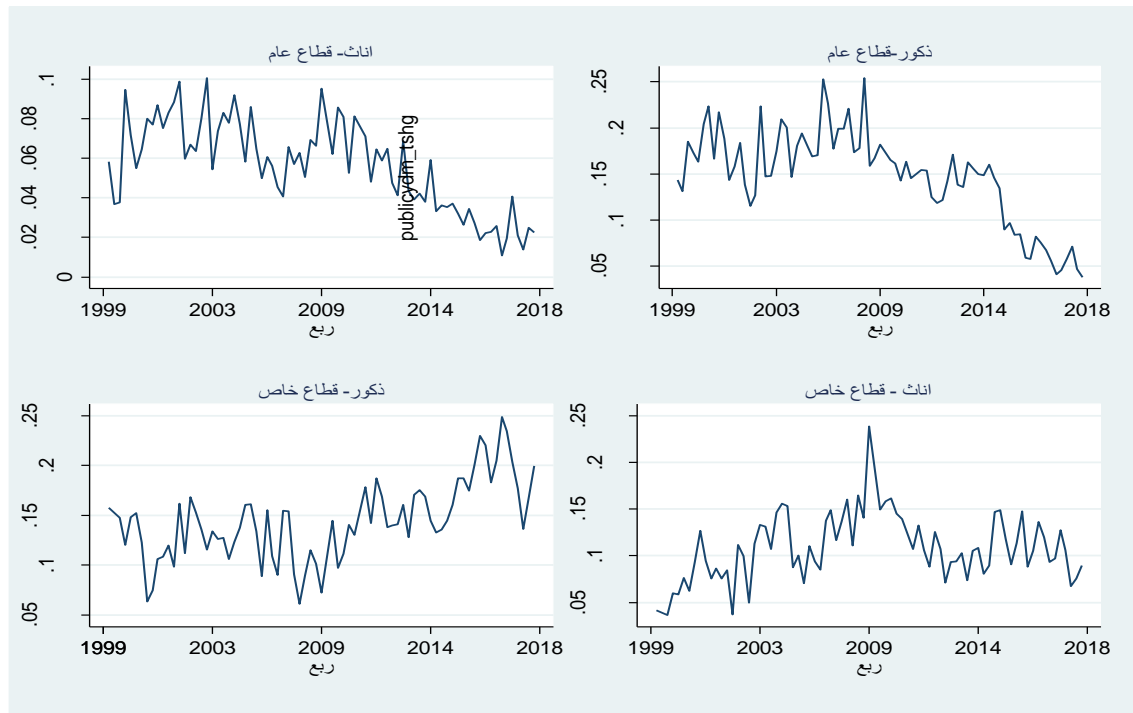 اناث- قطاع عام
.1
.08
.06
.04
.02
0
publicydm_tshg
1999 2003 2009 2014 2018
ربع
ذكور-قطاع عام
.25
.2
.15
.1
.05
1999 2003 2009 2014 2018
ربع
ذكور- قطاع خاص
.25
.2
.15
.1
.05
1999 2003 2009 2014 2018
ربع
اناث - قطاع خاص
.25
.2
.15
.1
.05
1999 2003 2009 2014 2018
ربع